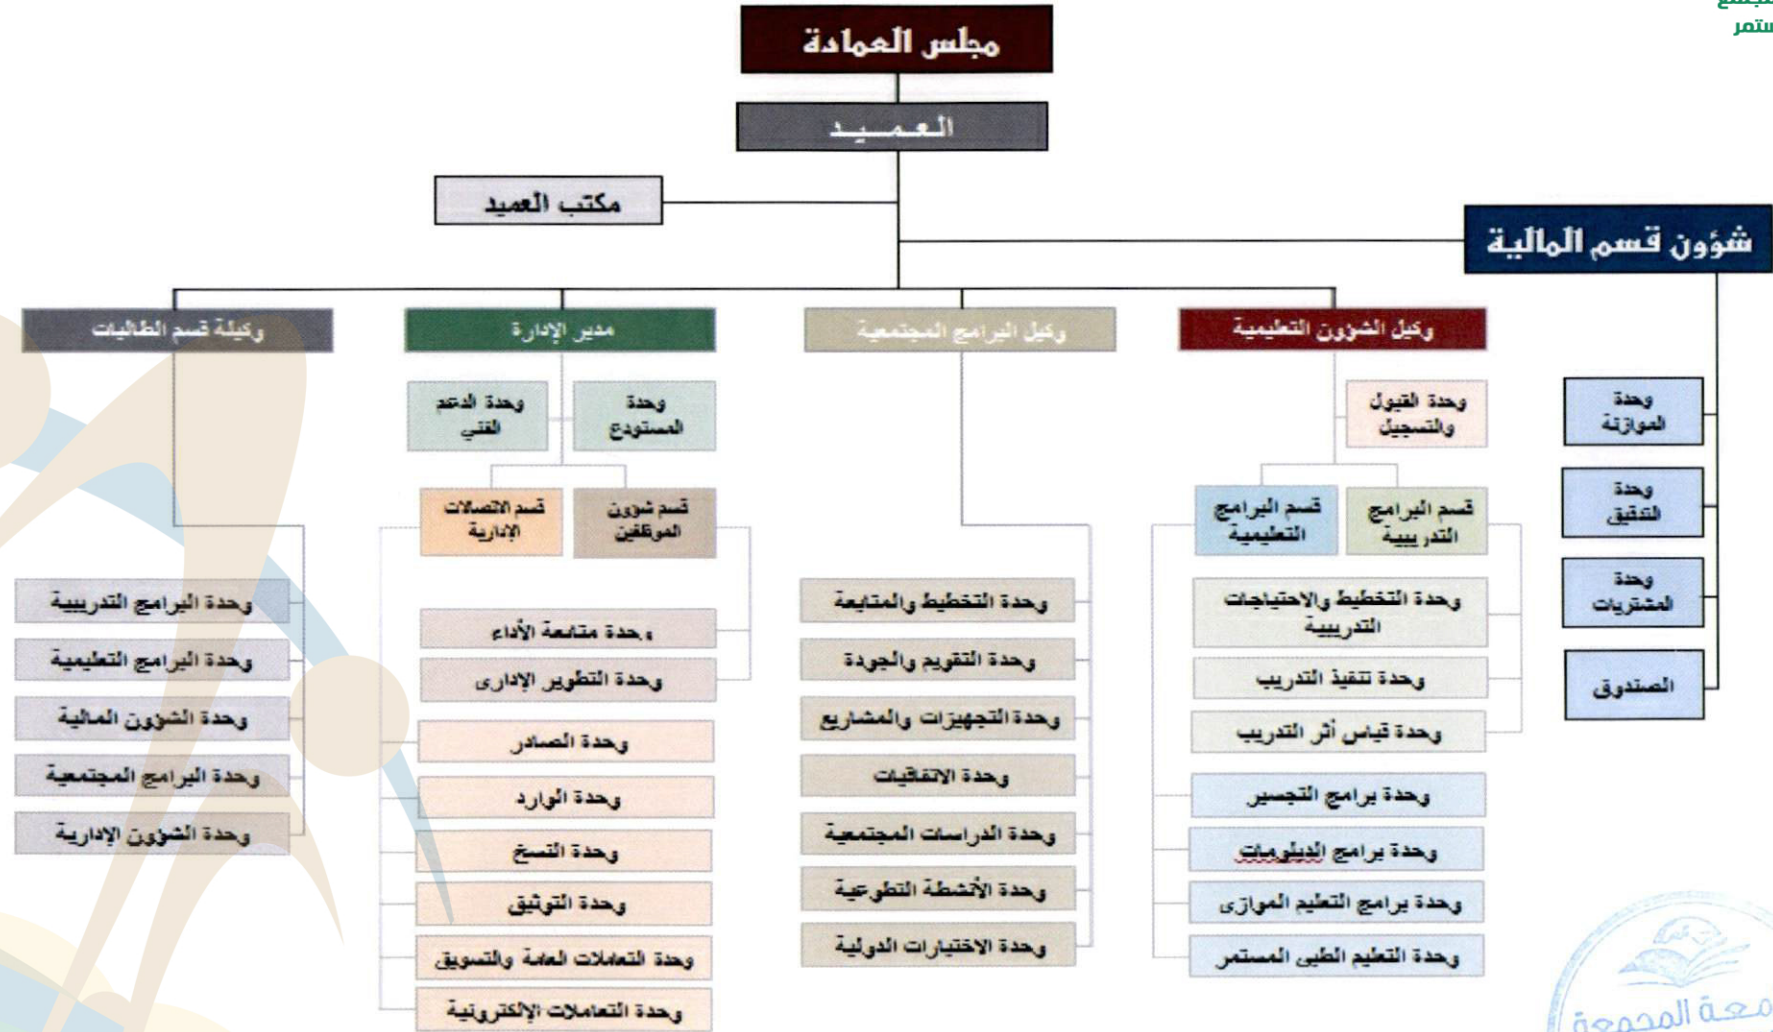 ستمر
مجلس العمادة
العميد
مكتب العميد
شؤون قسم المالية
وكيل الشؤون التعليمية
وكيل البرامج المجتمعية
مدير الإدارة
وكيلة قسم الطالبات
وحدة
الموازنة
وحدة
التدقيق
وحدة
المشتريات
الصندوق
وحدة القبول
والتسجيل
قسم البرامج
التدريبية
قسم البرامج
التعليمية
وحدة التخطيط والاحتياجات
التدريبية
وحدة تنفيذ التدريب
وحدة قياس أثر التدريب
وحدة برامج التجسير
وحدة برامج الدبلومات
وحدة برامج التعليم الموازى
وحدة التعليم الطبى المستمر
وحدة التخطيط والمتابعة
وحدة التقويم والجودة
وحدة التجهيزات والمشاريع
وحدة الاتفاقيات
وحدة الدراسات المجتمعية
وحدة الأنشطة التطوعية
وحدة الاختبارات الدولية
وحدة
المستودع
وحدة الدعم
الفني
قسم شؤون
الموظفين
قسم الاتصالات
الإدارية
وحدة متابعة الأداء
وحدة التطوير الإدارى
وحدة الصادر
وحدة الوارد
وحدة النسخ
وحدة التوثيق
وحدة التعاملات العامة والتسويق
وحدة التعاملات الإلكترونية
وحدة البرامج التدريبية
وحدة البرامج التعليمية
وحدة الشؤون المالية
وحدة البرامج المجتمعية
وحدة الشؤون الإدارية
المجمعة